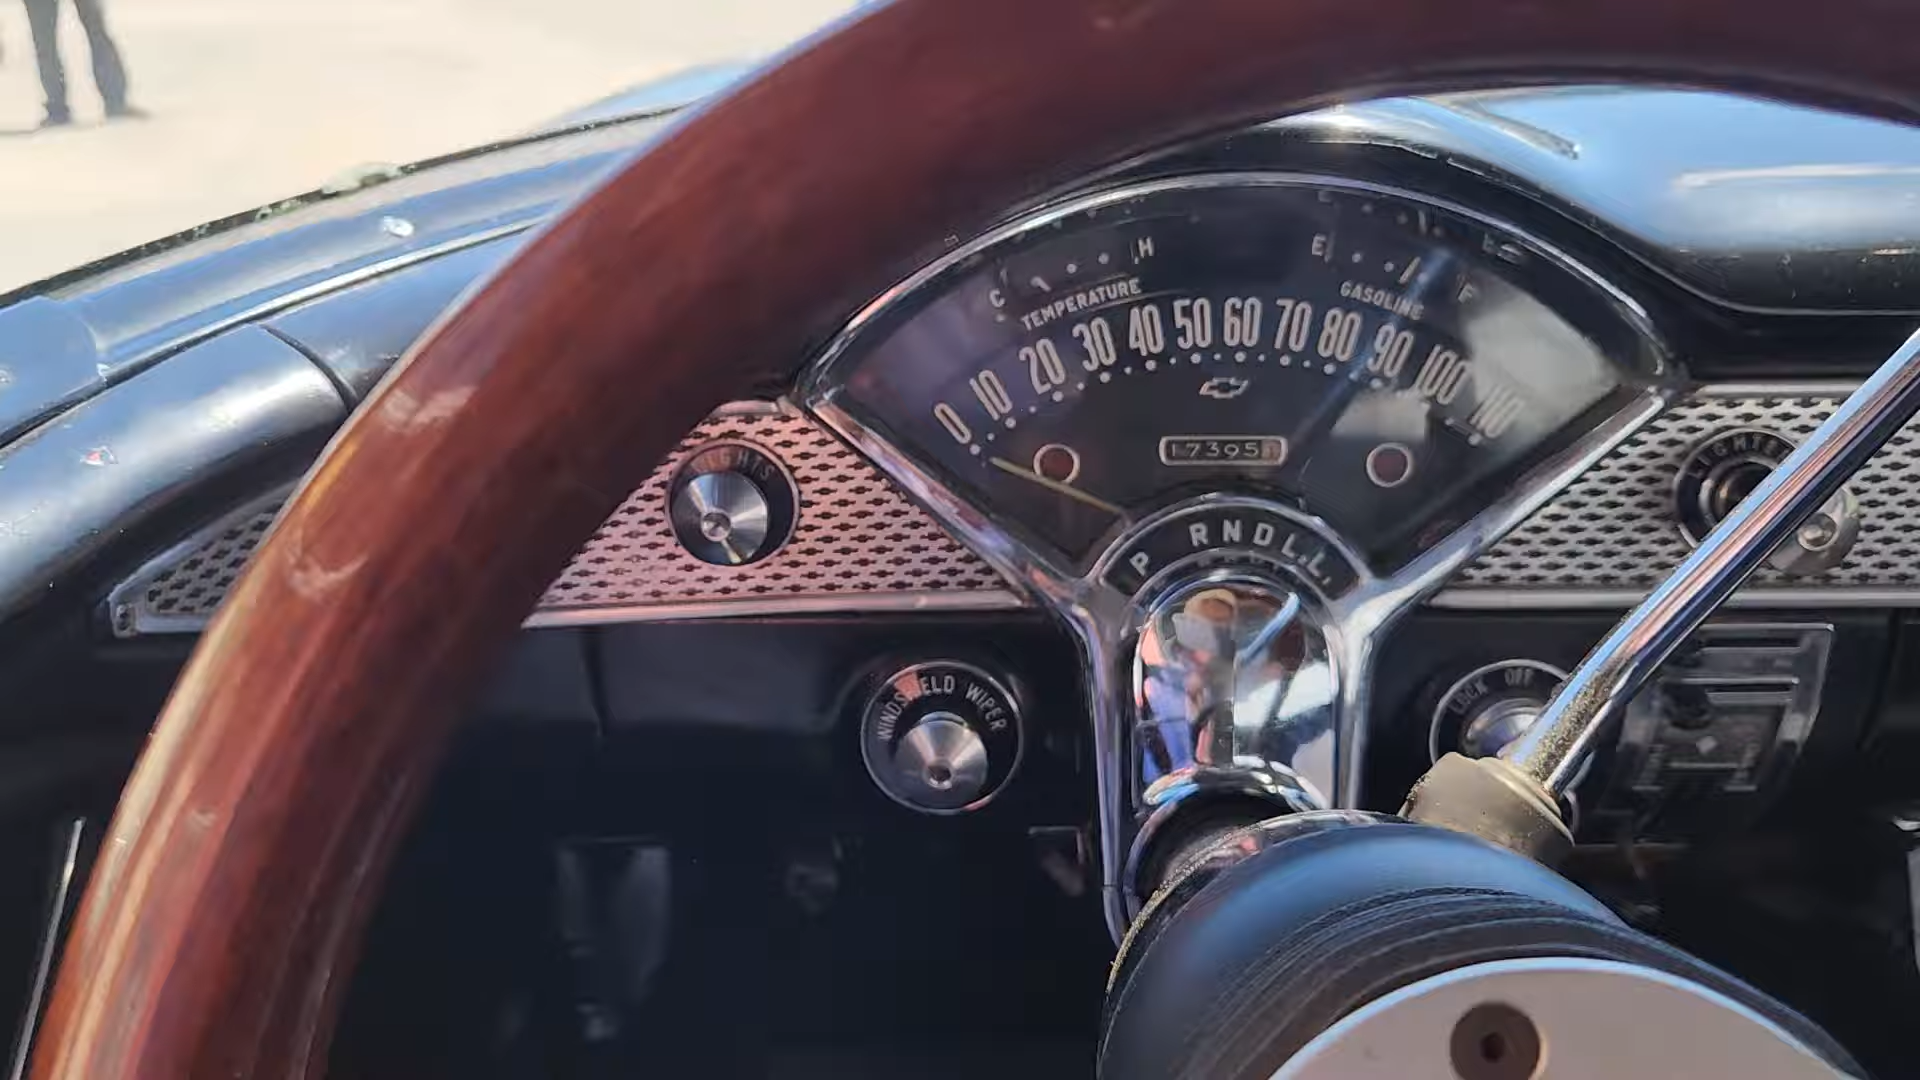 C H
TEMPERATURE
E F
GASOLINE
0 10 20 30 40 50 60 70 80 90 100 110
17395
P R N D L L
LIGHTS
LIGHTER
WINDSHIELD WIPER
LOCK OFF